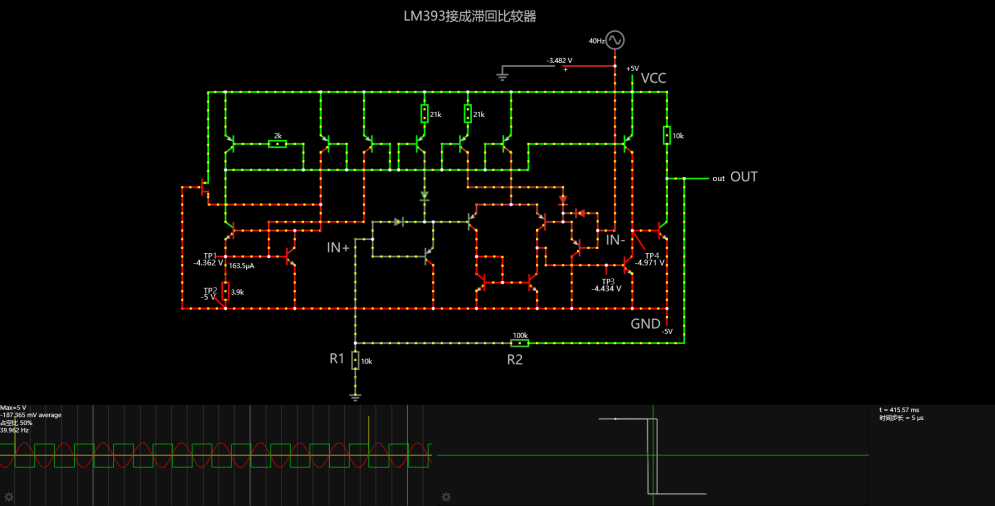 LM393接成滞回比较器
40Hz
-3.482 V
+
+5V
VCC
21k
21k
2k
10k
out OUT
IN+
IN-
TP1
-4.362 V
163.5μA
TP4
-4.971 V
TP2
-5 V
3.9k
TP3
-4.434 V
GND
-5V
100k
R1
10k
R2
Max=5 V
-187.365 mV average
占空比 50%
39.962 Hz
t = 415.57 ms
时间步长 = 5 μs